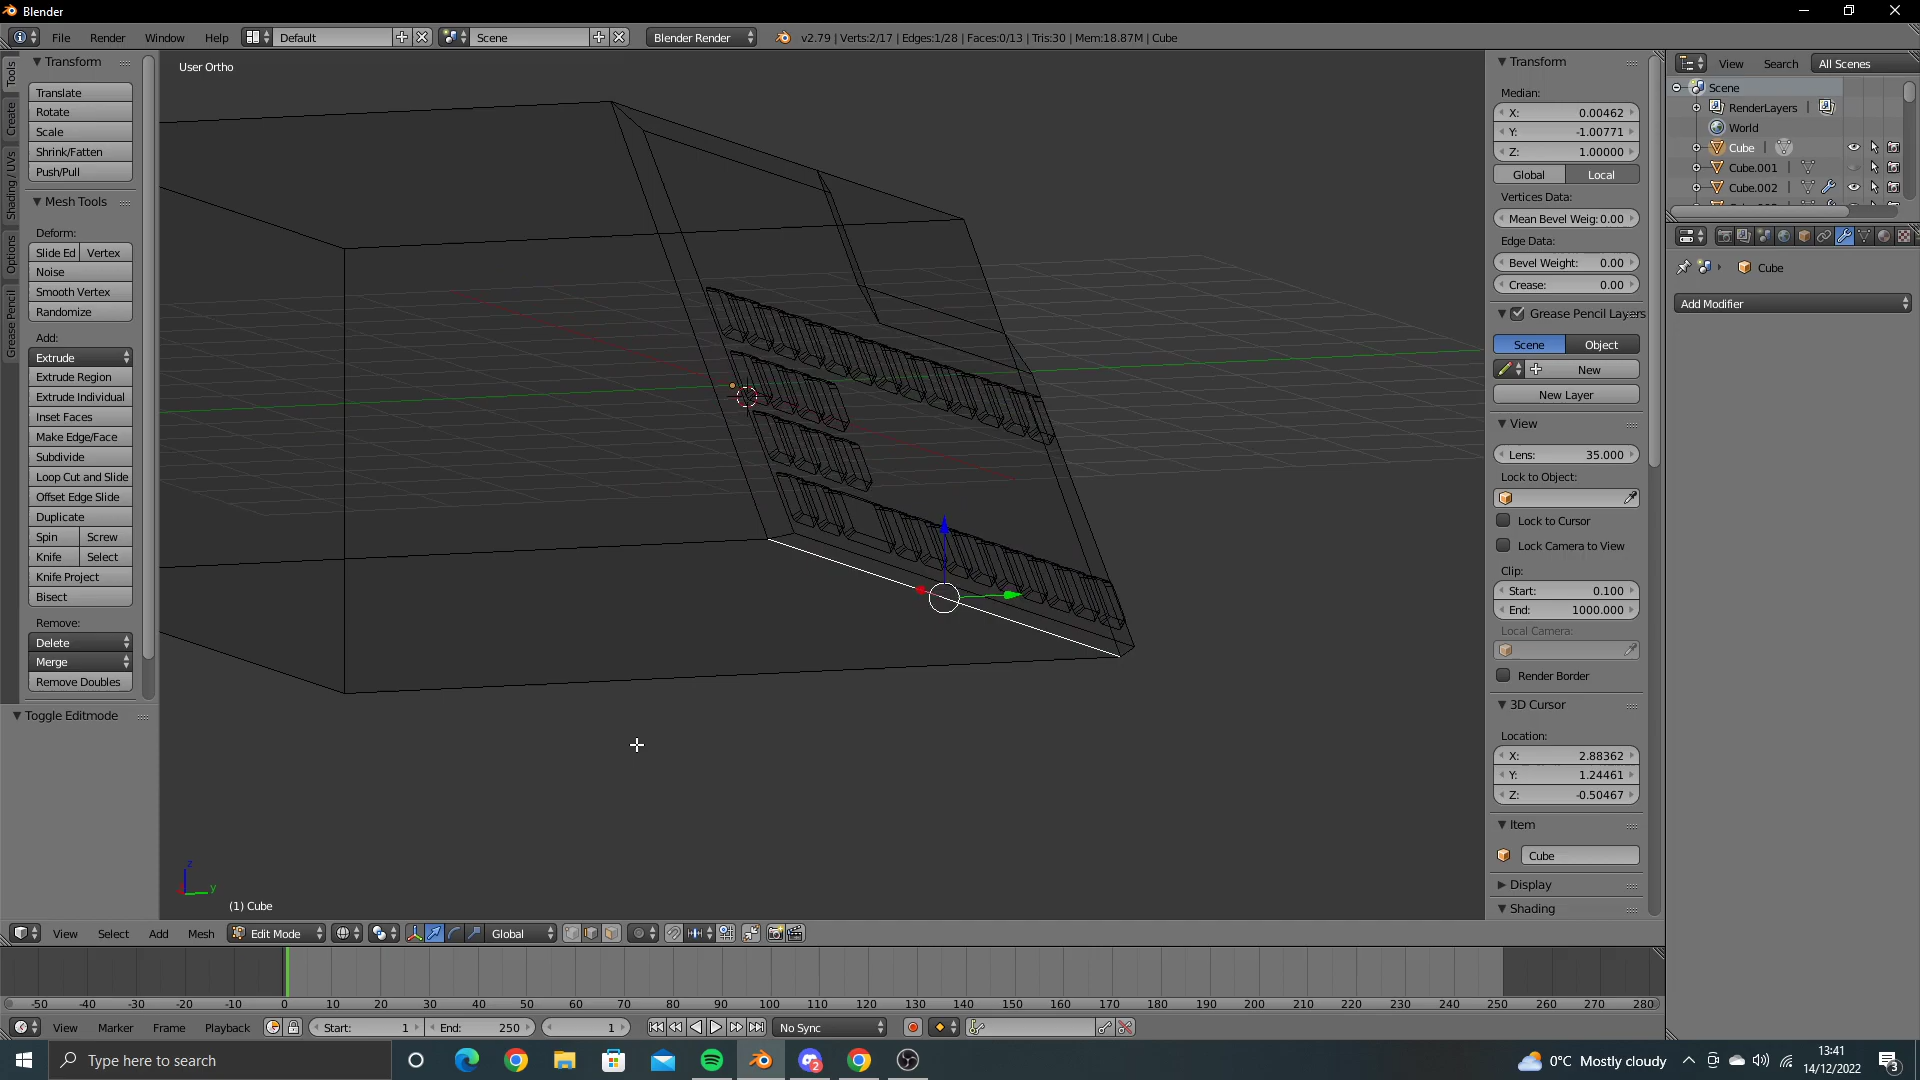 Blender
File Render Window Help Default Scene Blender Render v2.79 | Verts:2/17 | Edges:1/28 | Faces:0/13 | Tris:30 | Mem:18.87M | Cube
Tools
Create
Shading / UVs
Options
Grease Pencil
Transform
Translate
Rotate
Scale
Shrink/Fatten
Push/Pull
Mesh Tools
Deform:
Slide Ed Vertex
Noise
Smooth Vertex
Randomize
Add:
Extrude
Extrude Region
Extrude Individual
Inset Faces
Make Edge/Face
Subdivide
Loop Cut and Slide
Offset Edge Slide
Duplicate
Spin Screw
Knife Select
Knife Project
Bisect
Remove:
Delete
Merge
Remove Doubles
Toggle Editmode
User Ortho
z
y
(1) Cube
Transform
Median:
X: 0.00462
Y: -1.00771
Z: 1.00000
Global Local
Vertices Data:
Mean Bevel Weig: 0.00
Edge Data:
Bevel Weight: 0.00
Crease: 0.00
Grease Pencil Layers
Scene Object
New
New Layer
View
Lens: 35.000
Lock to Object:
Lock to Cursor
Lock Camera to View
Clip:
Start: 0.100
End: 1000.000
Local Camera:
Render Border
3D Cursor
Location:
X: 2.88362
Y: 1.24461
Z: -0.50467
Item
Cube
Display
Shading
View Search All Scenes
Scene
RenderLayers
World
Cube
Cube.001
Cube.002
Cube
Add Modifier
View Select Add Mesh Edit Mode Global
-50 -40 -30 -20 -10 0 10 20 30 40 50 60 70 80 90 100 110 120 130 140 150 160 170 180 190 200 210 220 230 240 250 260 270 280
View Marker Frame Playback Start: 1 End: 250 1 No Sync
Type here to search
2
0°C Mostly cloudy
13:41
14/12/2022
3